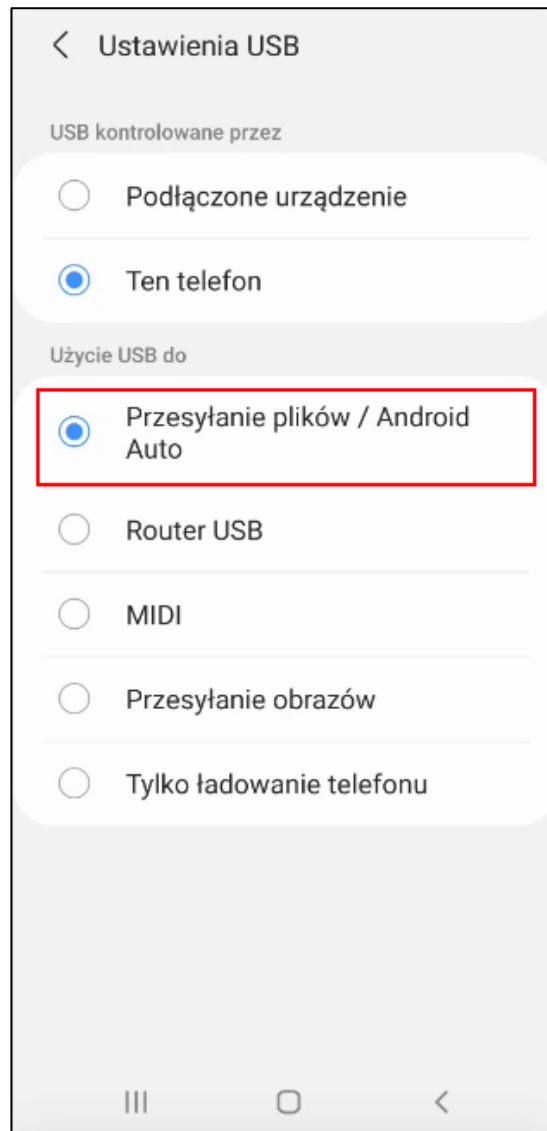 Ustawienia USB
USB kontrolowane przez
Podłączone urządzenie
Ten telefon
Użycie USB do
Przesyłanie plików / Android
Auto
Router USB
MIDI
Przesyłanie obrazów
Tylko ładowanie telefonu